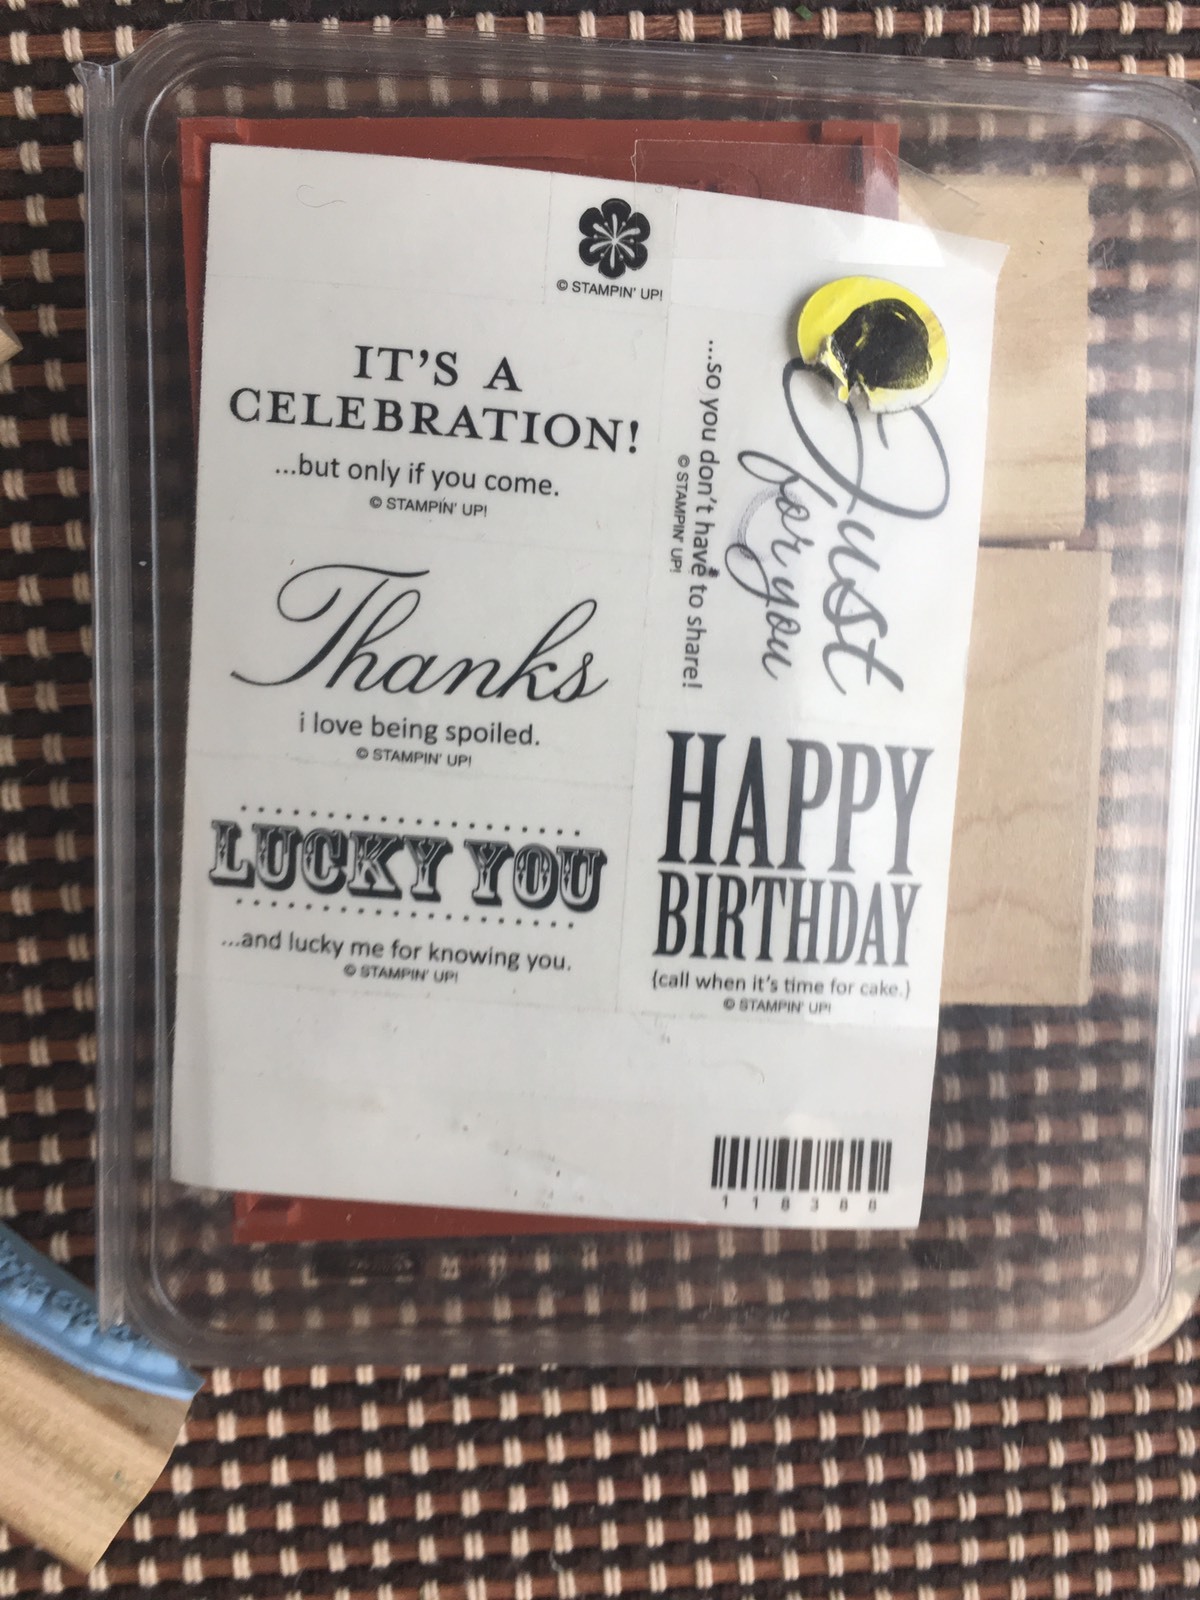 © STAMPIN' UP!
IT'S A
CELEBRATION!
...but only if you come.
© STAMPIN' UP!
Thanks
i love being spoiled.
© STAMPIN' UP!
LUCKY YOU
...and lucky me for knowing you.
© STAMPIN' UP!
Just
for you
...so you don't have to share!
© STAMPIN' UP!
HAPPY
BIRTHDAY
{call when it's time for cake.}
© STAMPIN' UP!
118388